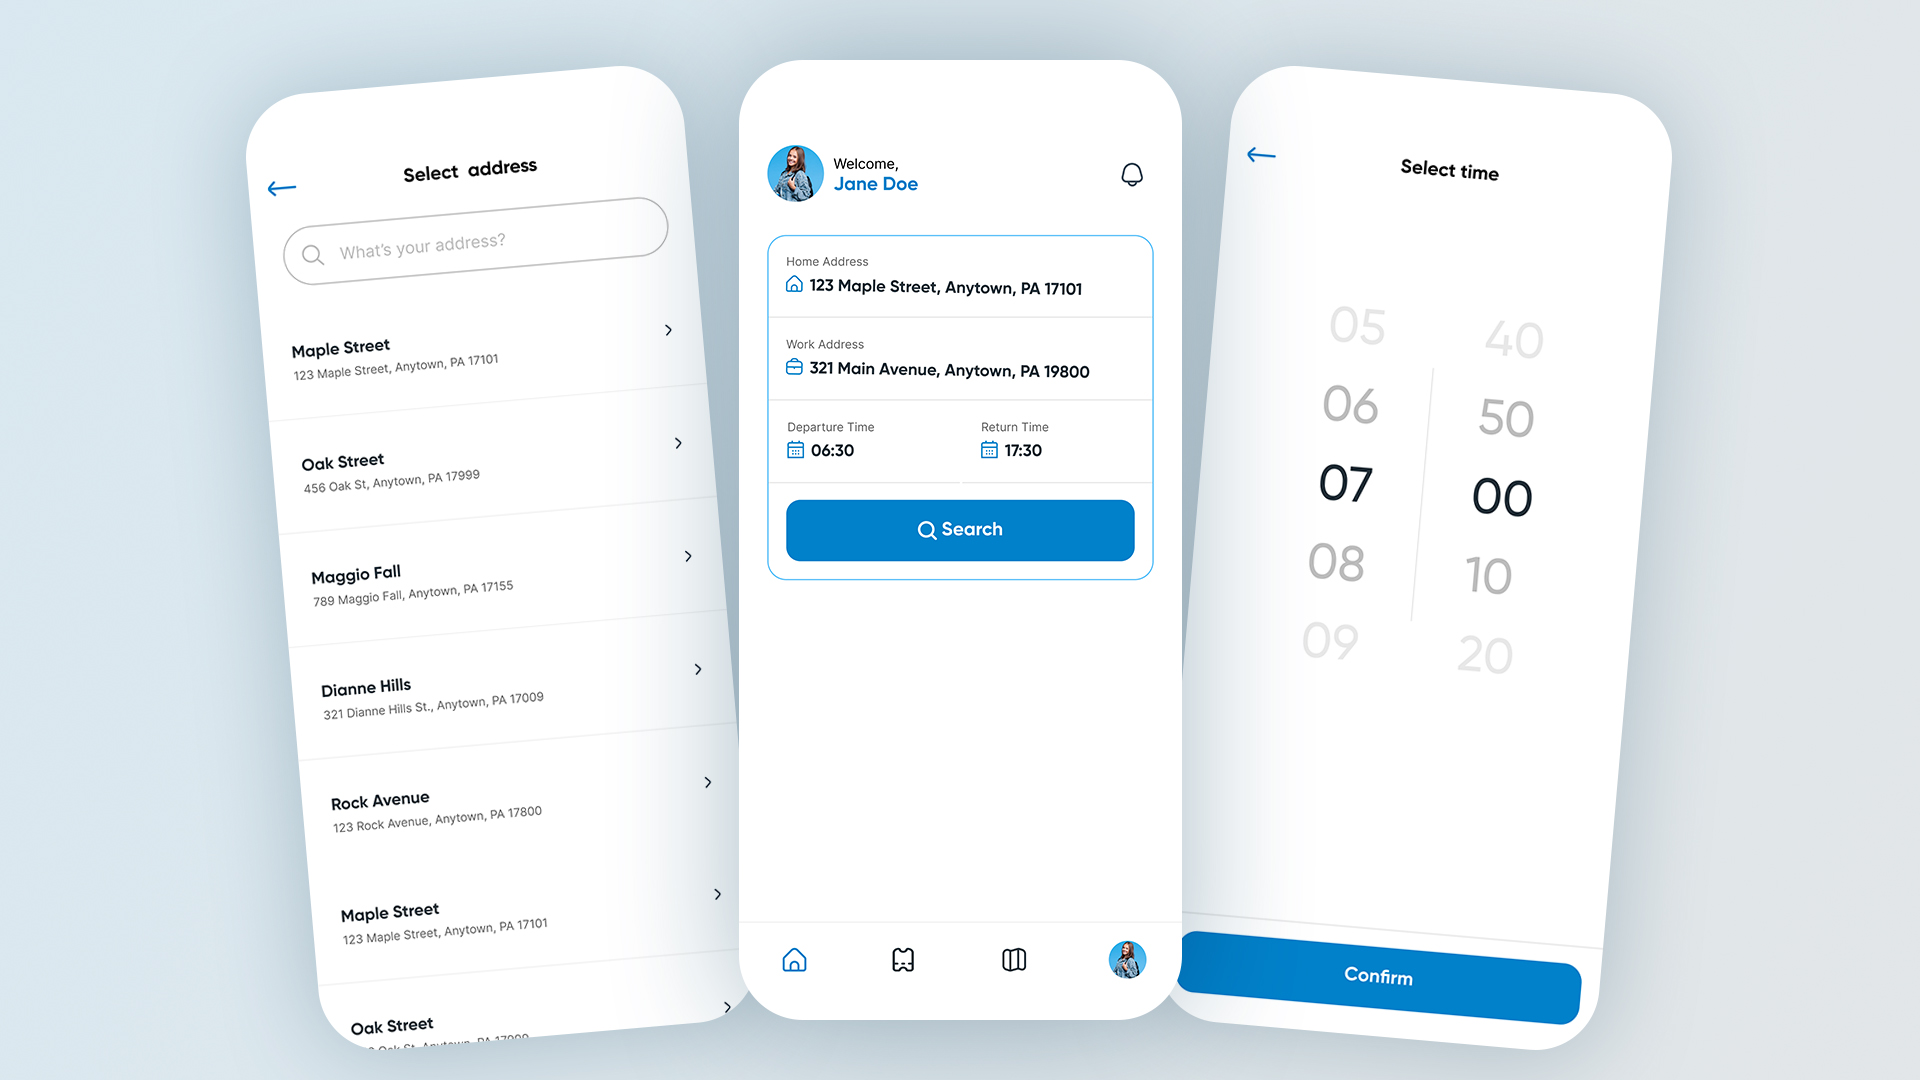 Select address
What's your address?
Maple Street
123 Maple Street, Anytown, PA 17101
Oak Street
456 Oak St, Anytown, PA 17999
Maggio Fall
789 Maggio Fall, Anytown, PA 17155
Dianne Hills
321 Dianne Hills St., Anytown, PA 17009
Rock Avenue
123 Rock Avenue, Anytown, PA 17800
Maple Street
123 Maple Street, Anytown, PA 17101
Oak Street
Oak St, Anytown, PA 17999
Welcome,
Jane Doe
Home Address
123 Maple Street, Anytown, PA 17101
Work Address
321 Main Avenue, Anytown, PA 19800
Departure Time Return Time
06:30 17:30
Search
Select time
05 40
06 50
07 00
08 10
09 20
Confirm